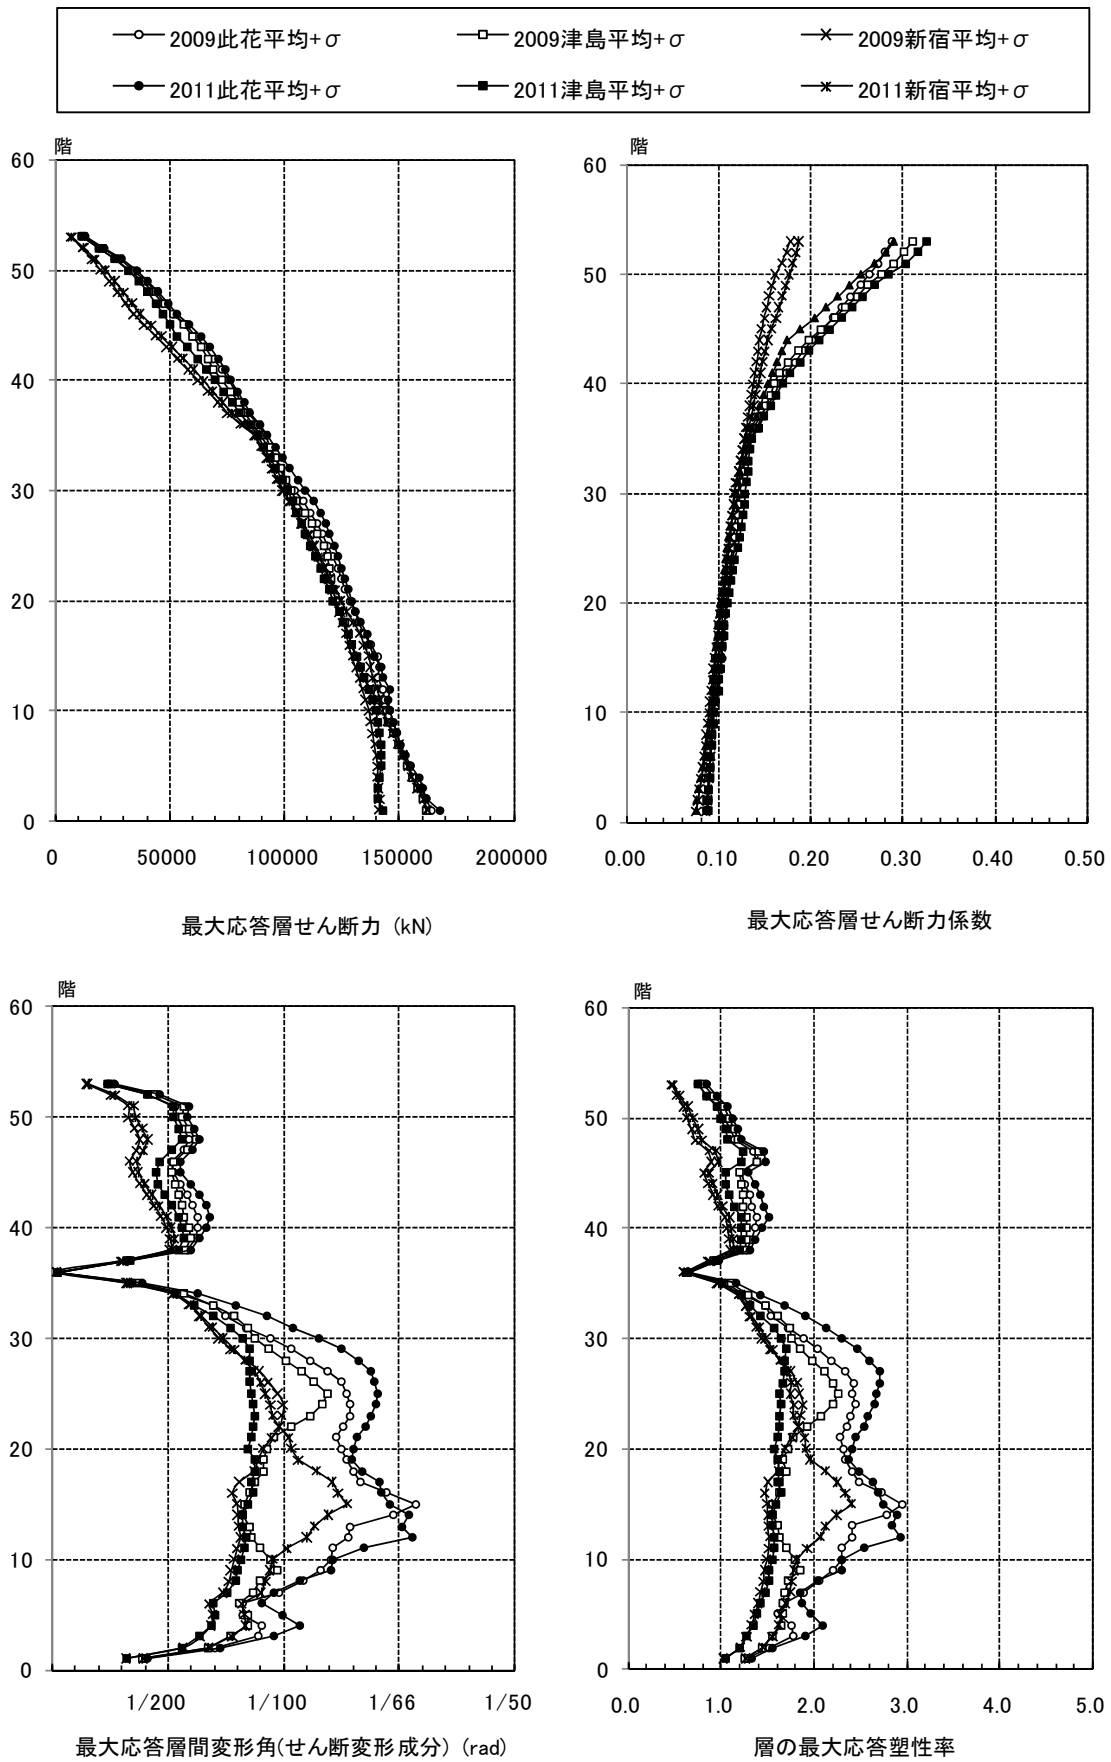 2009此花平均+σ 2009津島平均+σ 2009新宿平均+σ
2011此花平均+σ 2011津島平均+σ 2011新宿平均+σ
階
60
50
40
30
20
10
0
0 50000 100000 150000 200000
最大応答層せん断力 (kN)
階
60
50
40
30
20
10
0
0.00 0.10 0.20 0.30 0.40 0.50
最大応答層せん断力係数
階
60
50
40
30
20
10
0
1/200 1/100 1/66 1/50
最大応答層間変形角(せん断変形成分) (rad)
階
60
50
40
30
20
10
0
0.0 1.0 2.0 3.0 4.0 5.0
層の最大応答塑性率